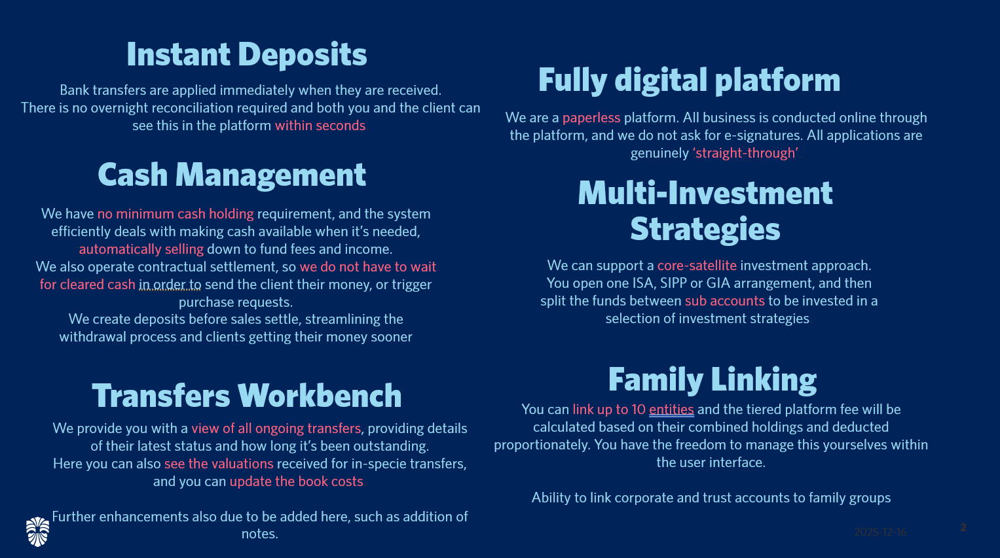 Instant Deposits
Bank transfers are applied immediately when they are received.
There is no overnight reconciliation required and both you and the client can
see this in the platform within seconds.
Cash Management
We have no minimum cash holding requirement, and the system
efficiently deals with making cash available when it’s needed,
automatically selling down to fund fees and income.
We also operate contractual settlement, so we do not have to wait
for cleared cash in order to send the client their money, or trigger
purchase requests.
We create deposits before sales settle, streamlining the
withdrawal process and clients getting their money sooner
Transfers Workbench
We provide you with a view of all ongoing transfers, providing details
of their latest status and how long it’s been outstanding.
Here you can also see the valuations received for in-specie transfers,
and you can update the book costs
Further enhancements also due to be added here, such as addition of
notes.
Fully digital platform
We are a paperless platform. All business is conducted online through
the platform, and we do not ask for e-signatures. All applications are
genuinely ‘straight-through’.
Multi-Investment
Strategies
We can support a core-satellite investment approach.
You open one ISA, SIPP or GIA arrangement, and then
split the funds between sub accounts to be invested in a
selection of investment strategies
Family Linking
You can link up to 10 entities and the tiered platform fee will be
calculated based on their combined holdings and deducted
proportionately. You have the freedom to manage this yourselves within
the user interface.
Ability to link corporate and trust accounts to family groups
2025-12-16
2